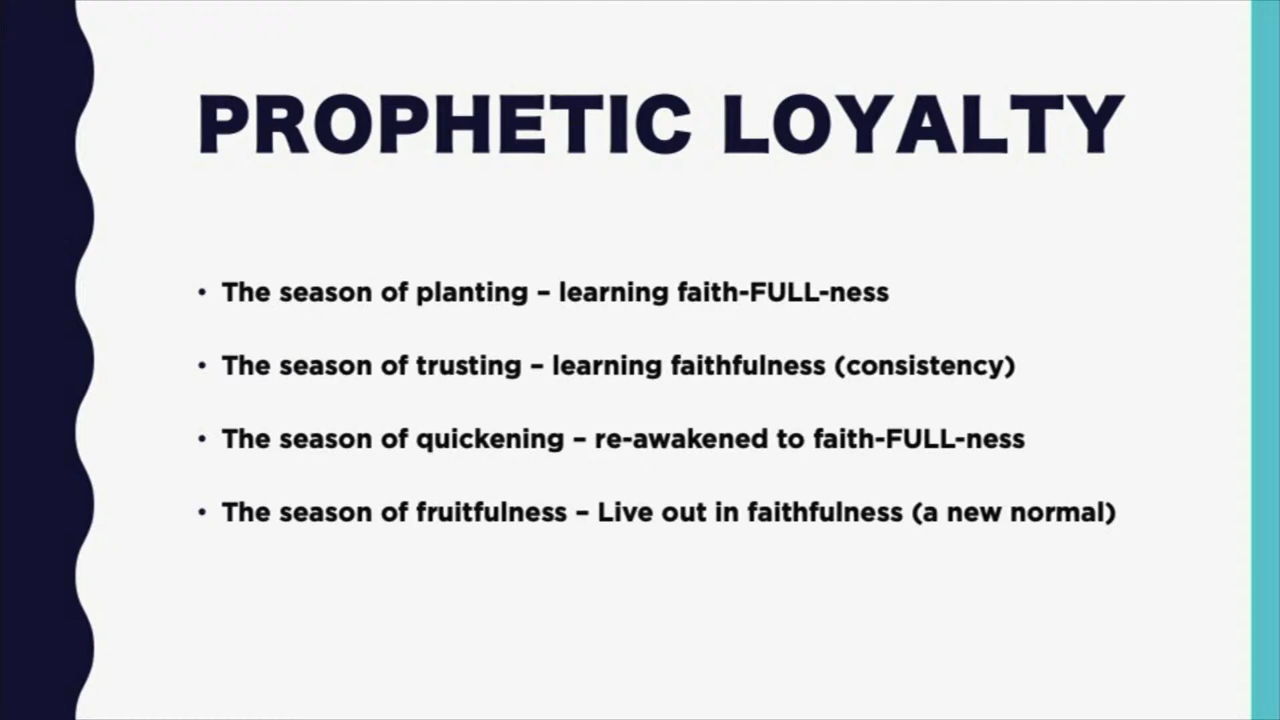 PROPHETIC LOYALTY
• The season of planting – learning faith-FULL-ness
• The season of trusting – learning faithfulness (consistency)
• The season of quickening – re-awakened to faith-FULL-ness
• The season of fruitfulness – Live out in faithfulness (a new normal)